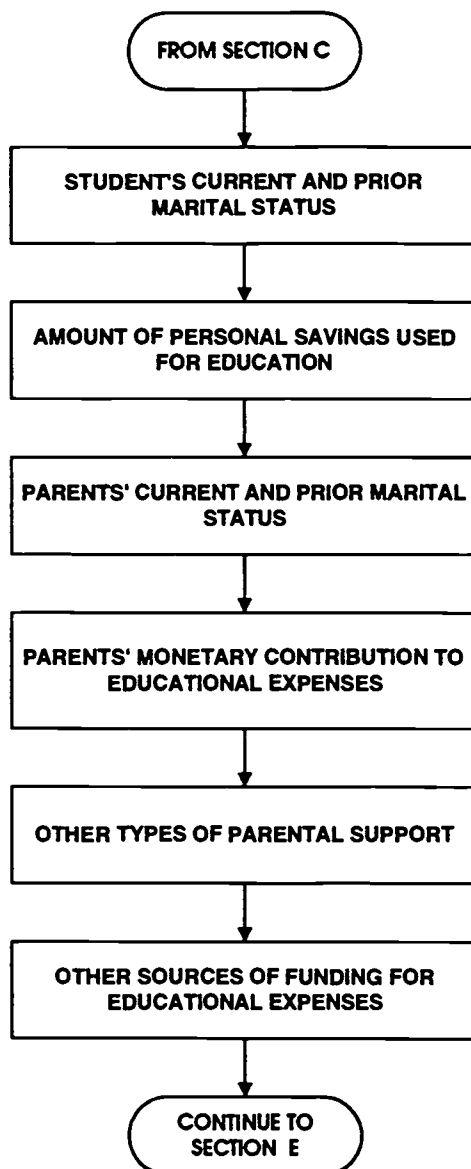 FROM SECTION C
STUDENT'S CURRENT AND PRIOR
MARITAL STATUS
AMOUNT OF PERSONAL SAVINGS USED
FOR EDUCATION
PARENTS' CURRENT AND PRIOR MARITAL
STATUS
PARENTS' MONETARY CONTRIBUTION TO
EDUCATIONAL EXPENSES
OTHER TYPES OF PARENTAL SUPPORT
OTHER SOURCES OF FUNDING FOR
EDUCATIONAL EXPENSES
CONTINUE TO
SECTION E